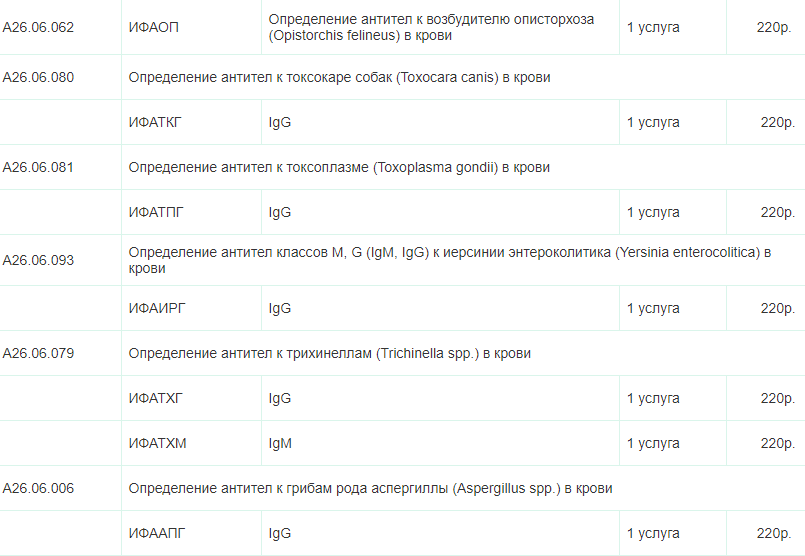 A26.06.062 ИФАОП Определение антител к возбудителю описторхоза (Opistorchis felineus) в крови 1 услуга 220р.
A26.06.080 Определение антител к токсокаре собак (Toxocara canis) в крови
ИФАТКГ IgG 1 услуга 220р.
A26.06.081 Определение антител к токсоплазме (Toxoplasma gondii) в крови
ИФАТПГ IgG 1 услуга 220р.
A26.06.093 Определение антител классов M, G (IgM, IgG) к иерсинии энтероколитика (Yersinia enterocolitica) в крови
ИФАИРГ IgG 1 услуга 220р.
A26.06.079 Определение антител к трихинеллам (Trichinella spp.) в крови
ИФАТХГ IgG 1 услуга 220р.
ИФАТХМ IgM 1 услуга 220р.
A26.06.006 Определение антител к грибам рода аспергиллы (Aspergillus spp.) в крови
ИФААПГ IgG 1 услуга 220р.